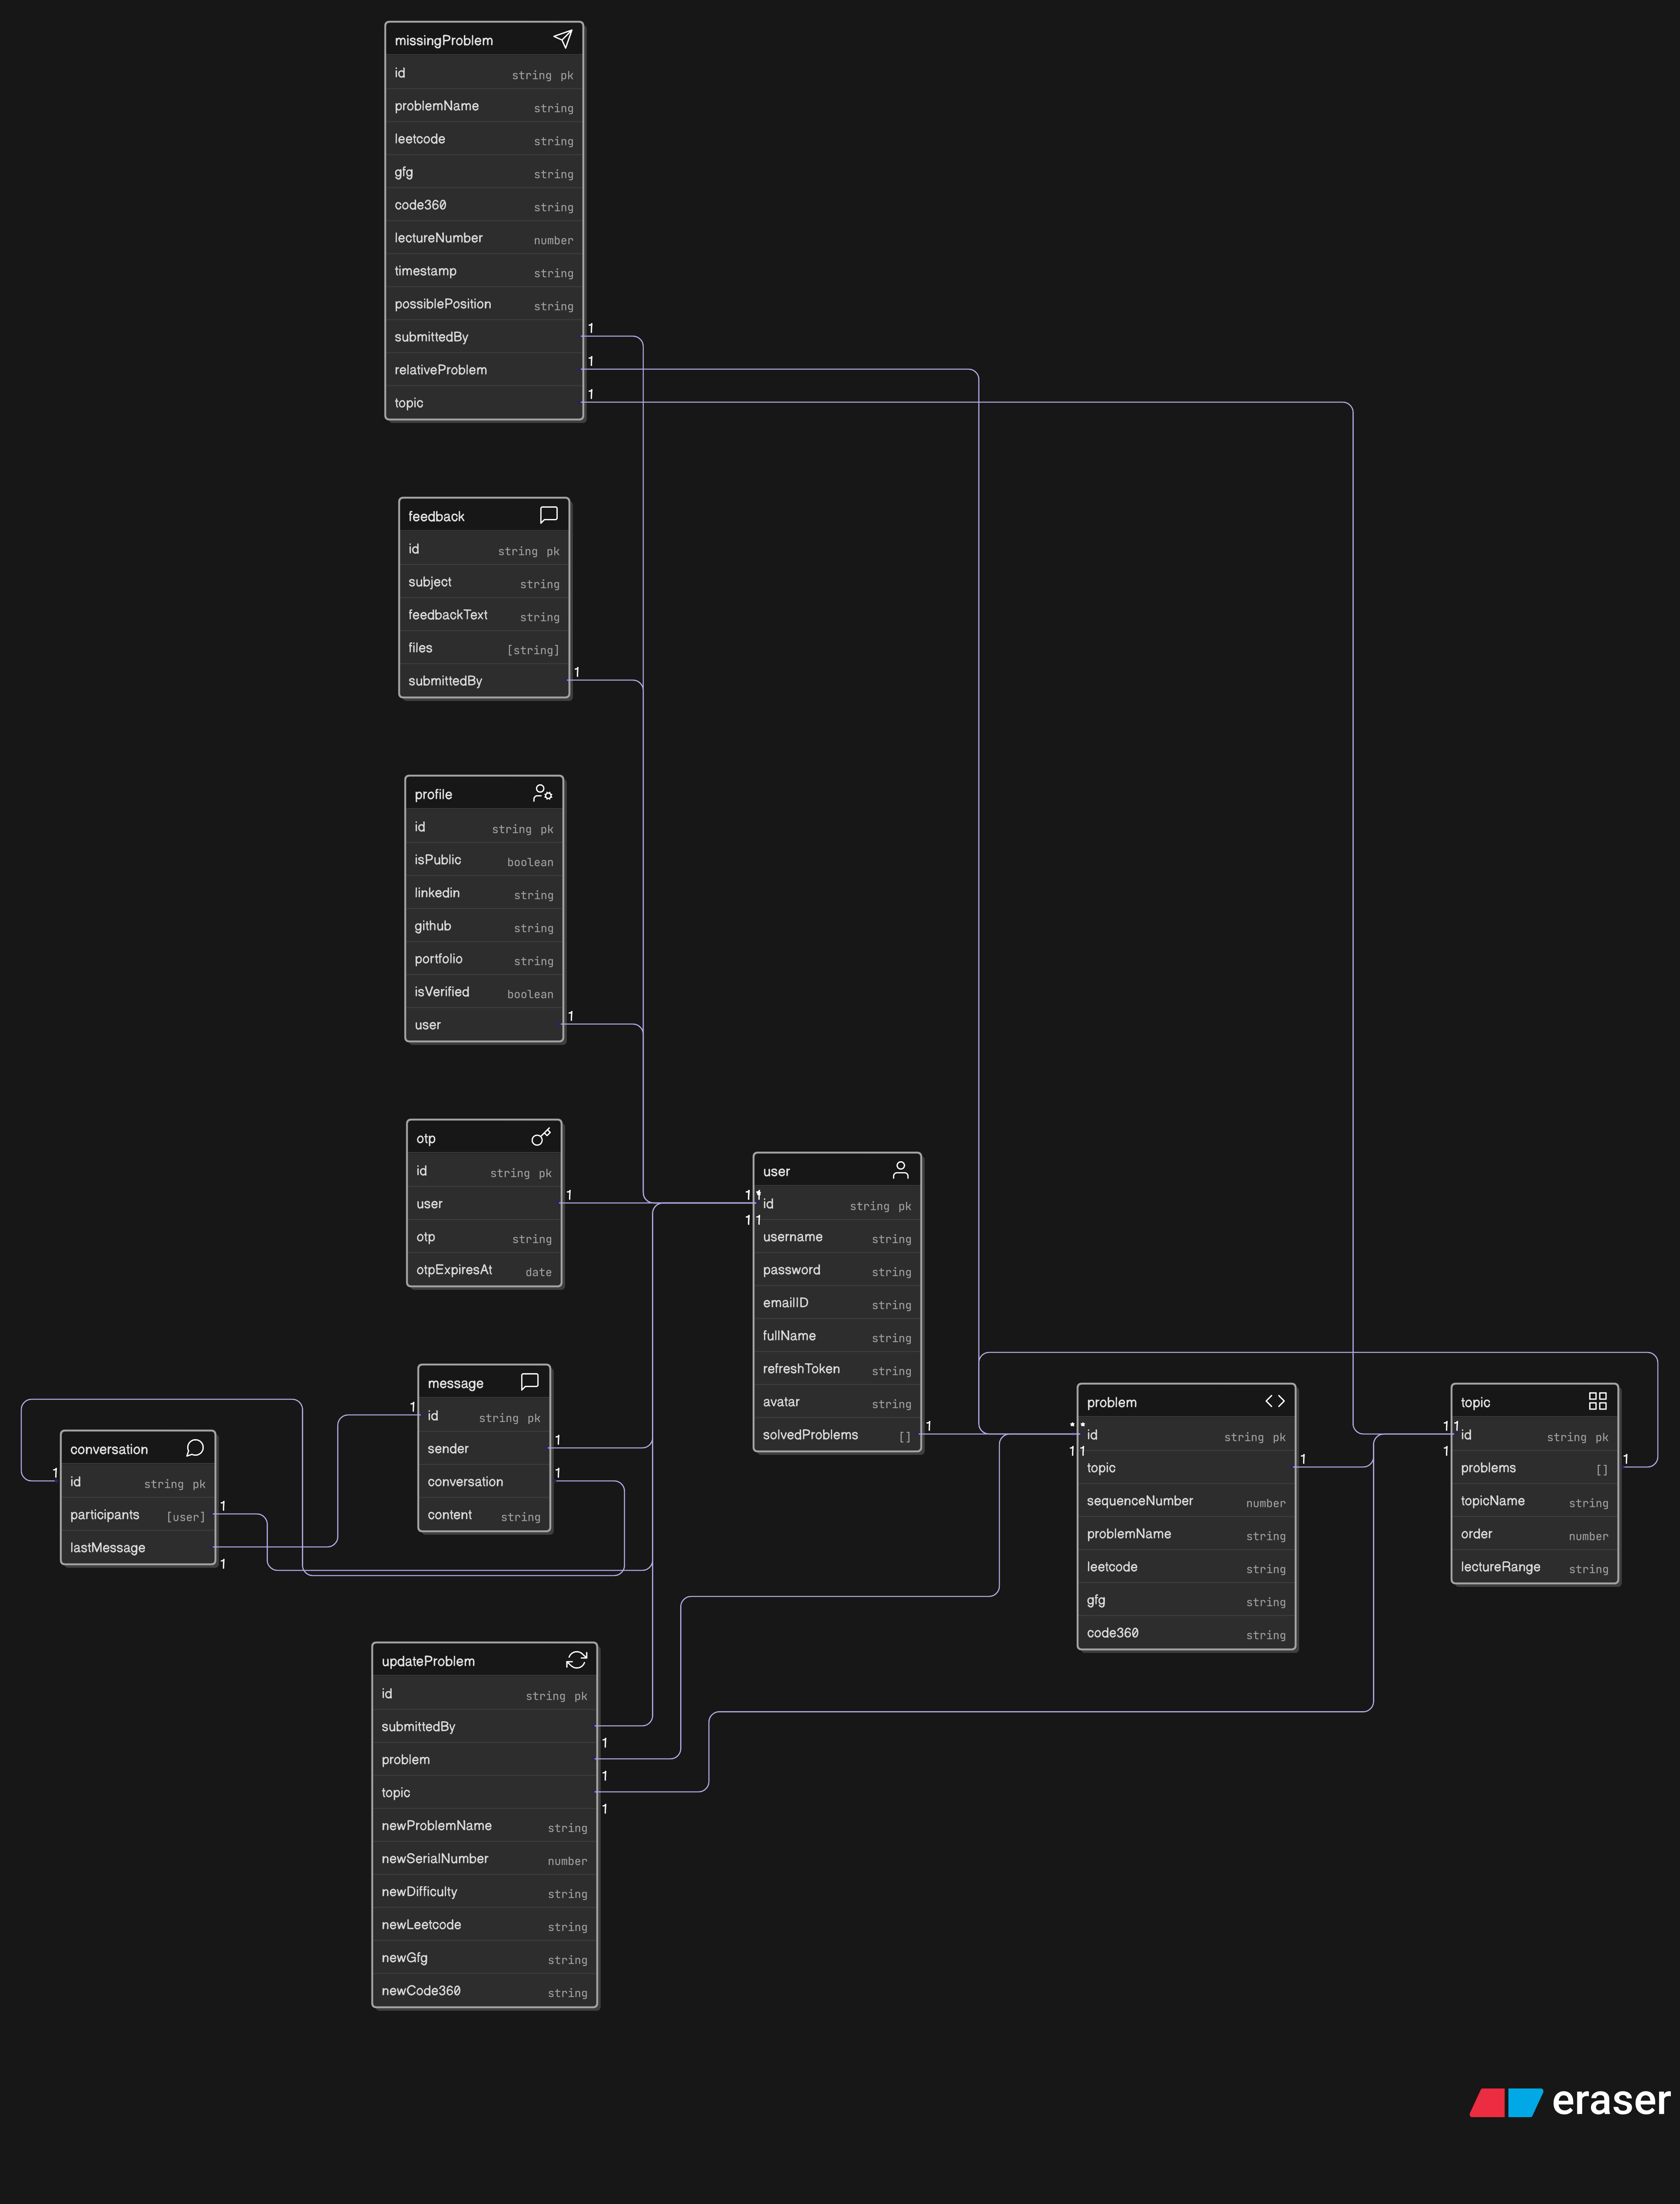 missingProblem
id string pk
problemName string
leetcode string
gfg string
code360 string
lectureNumber number
timestamp string
possiblePosition string
submittedBy 1
relativeProblem 1
topic 1
feedback
id string pk
subject string
feedbackText string
files [string]
submittedBy 1
profile
id string pk
isPublic boolean
linkedin string
github string
portfolio string
isVerified boolean
user 1
otp
id string pk
user 1
otp string
otpExpiresAt date
user
1 1 *
id string pk
1 1
username string
password string
emailID string
fullName string
refreshToken string
avatar string
solvedProblems [] 1
message
1 id string pk
sender 1
conversation 1
content string
conversation
1 id string pk
participants [user] 1
lastMessage
1
problem
* *
id string pk
1 1
topic 1
sequenceNumber number
problemName string
leetcode string
gfg string
code360 string
topic
1 1
id string pk
1
problems [] 1
topicName string
order number
lectureRange string
updateProblem
id string pk
submittedBy
1
problem
1
topic
1
newProblemName string
newSerialNumber number
newDifficulty string
newLeetcode string
newGfg string
newCode360 string
eraser